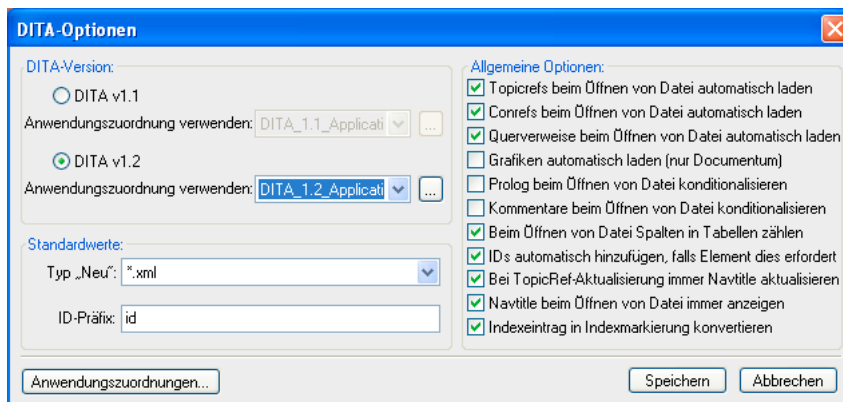 DITA-Optionen
DITA-Version:
DITA v1.1
Anwendungszuordnung verwenden: DITA_1.1_Applicati ...
DITA v1.2
Anwendungszuordnung verwenden: DITA_1.2_Applicati ...
Standardwerte:
Typ „Neu“: *.xml
ID-Präfix: id
Allgemeine Optionen:
Topicrefs beim Öffnen von Datei automatisch laden
Conrefs beim Öffnen von Datei automatisch laden
Querverweise beim Öffnen von Datei automatisch laden
Grafiken automatisch laden (nur Documentum)
Prolog beim Öffnen von Datei konditionalisieren
Kommentare beim Öffnen von Datei konditionalisieren
Beim Öffnen von Datei Spalten in Tabellen zählen
IDs automatisch hinzufügen, falls Element dies erfordert
Bei TopicRef-Aktualisierung immer Navtitle aktualisieren
Navtitle beim Öffnen von Datei immer anzeigen
Indexeintrag in Indexmarkierung konvertieren
Anwendungszuordnungen... Speichern Abbrechen